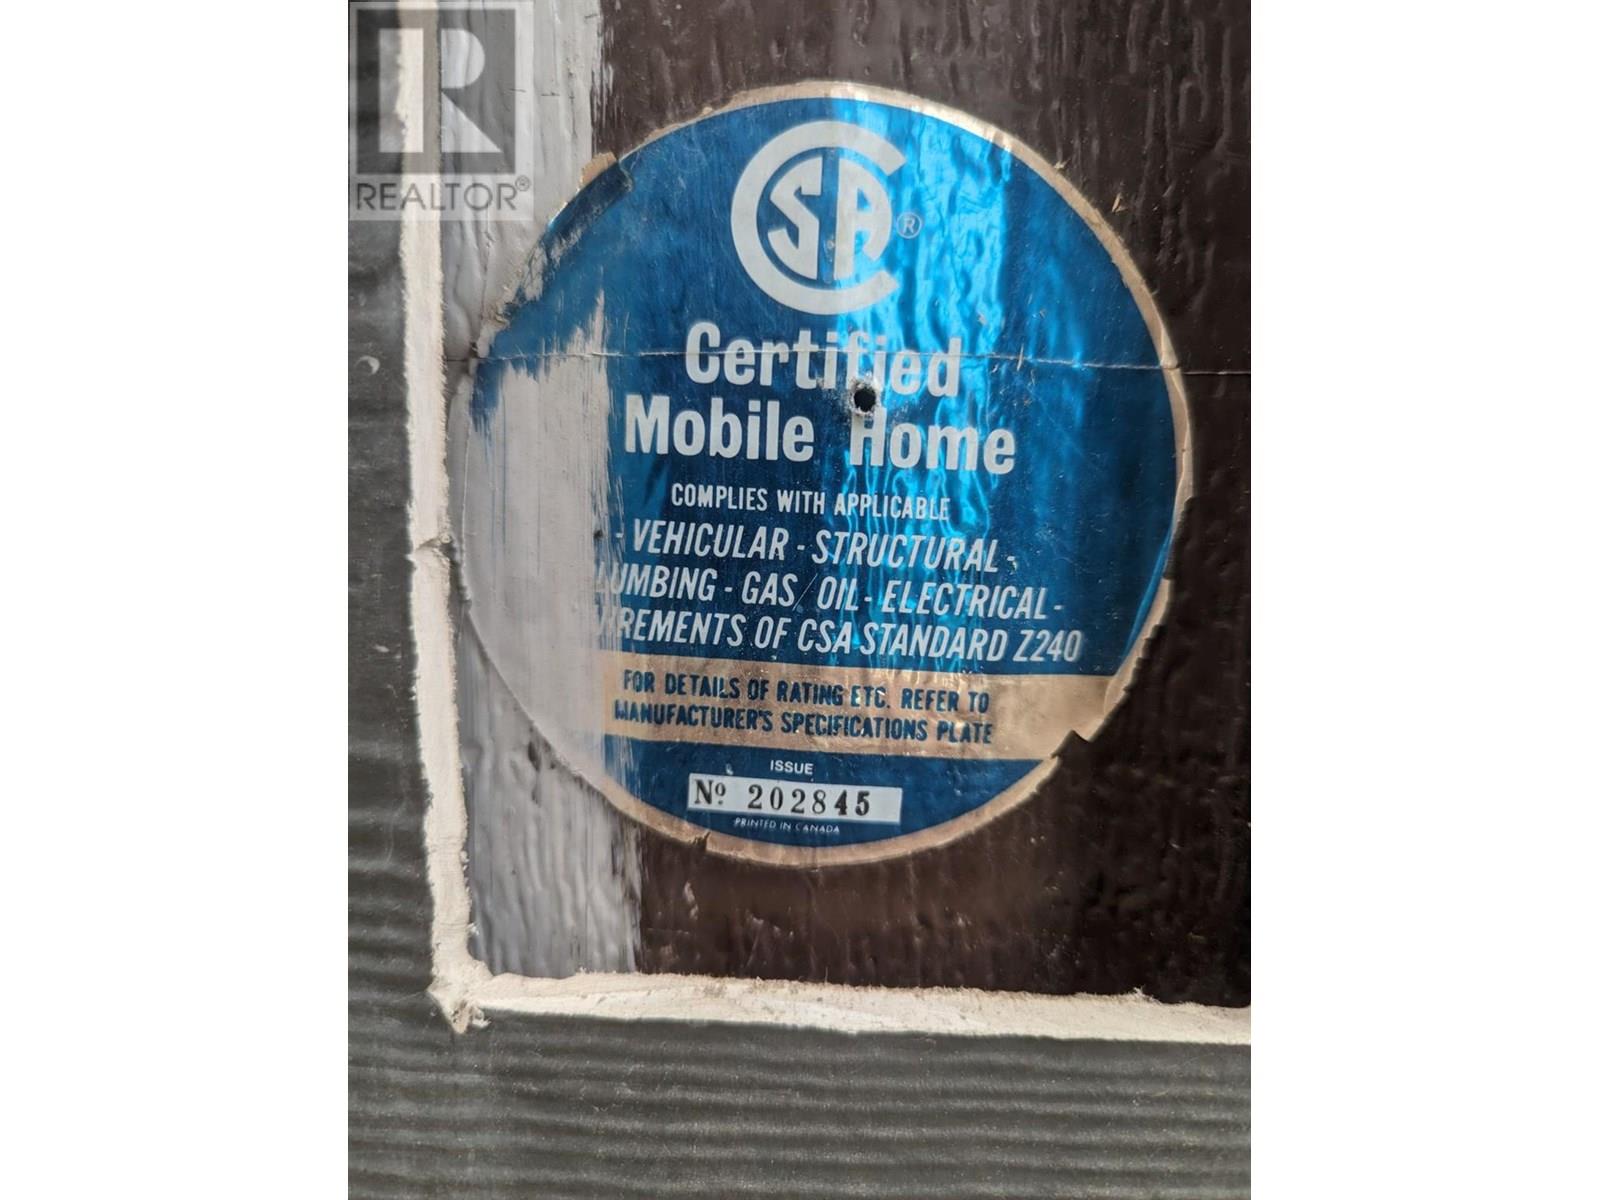 R
REALTOR®
CSA®
Certified
Mobile Home
COMPLIES WITH APPLICABLE
- VEHICULAR - STRUCTURAL -
LUMBING - GAS/OIL - ELECTRICAL -
REMENTS OF CSA STANDARD Z240
FOR DETAILS OF RATING ETC. REFER TO
MANUFACTURER'S SPECIFICATIONS PLATE
ISSUE
Nº 202845
PRINTED IN CANADA